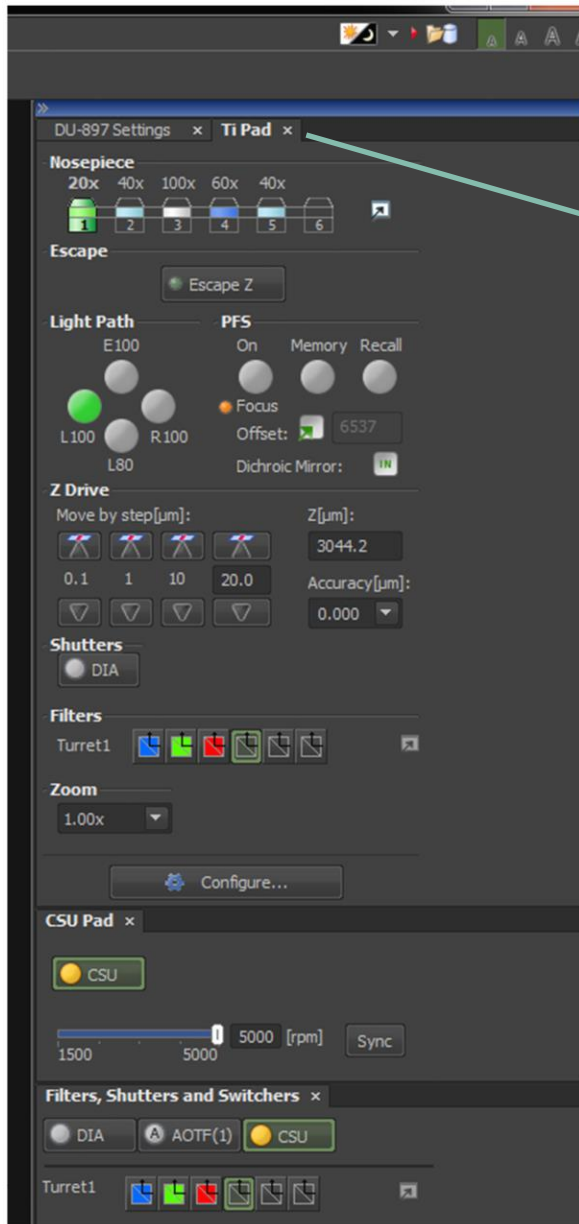 A A A
DU-897 Settings × Ti Pad ×
Nosepiece
20x 40x 100x 60x 40x
1 2 3 4 5 6
Escape
Escape Z
Light Path PFS
E100 On Memory Recall
Focus
L100 R100 Offset: 6537
L80 Dichroic Mirror: IN
Z Drive
Move by step[µm]: Z[µm]:
3044.2
0.1 1 10 20.0 Accuracy[µm]:
0.000
Shutters
DIA
Filters
Turret1
Zoom
1.00x
Configure...
CSU Pad ×
CSU
5000 [rpm] Sync
1500 5000
Filters, Shutters and Switchers ×
DIA A AOTF(1) CSU
Turret1